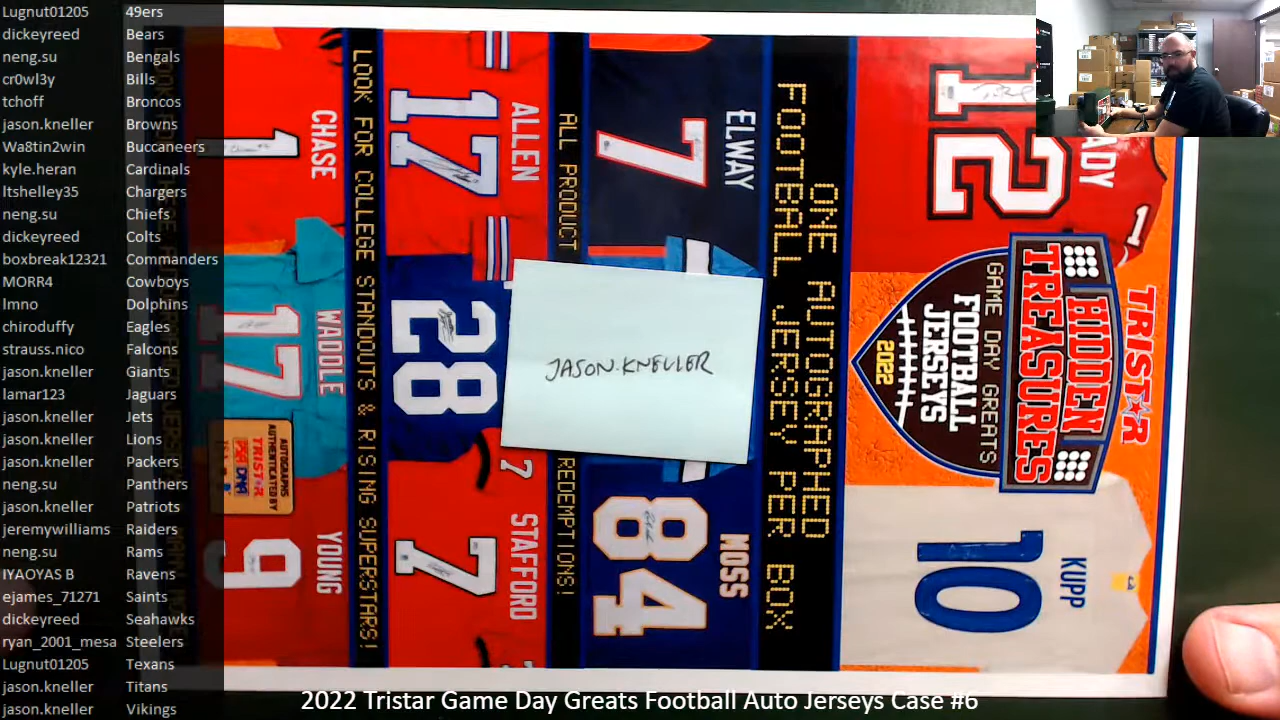 Lugnut01205 49ers
dickeyreed Bears
neng.su Bengals
cr0wl3y Bills
tchoff Broncos
jason.kneller Browns
Wa8tin2win Buccaneers
kyle.heran Cardinals
ltshelley35 Chargers
neng.su Chiefs
dickeyreed Colts
boxbreak12321 Commanders
MORR4 Cowboys
lmno Dolphins
chiroduffy Eagles
strauss.nico Falcons
jason.kneller Giants
lamar123 Jaguars
jason.kneller Jets
jason.kneller Lions
jason.kneller Packers
neng.su Panthers
jason.kneller Patriots
jeremywilliams Raiders
neng.su Rams
IYAOYAS B Ravens
ejames_71271 Saints
dickeyreed Seahawks
ryan_2001_mesa Steelers
Lugnut01205 Texans
jason.kneller Titans
jason.kneller Vikings
TRISTAR
HIDDEN
TREASURES
GAME DAY GREATS
FOOTBALL
JERSEYS
2022
ADY
12
1
KUPP
10
ONE AUTOGRAPHED
FOOTBALL JERSEY PER BOX
ELWAY
7
MOSS
84
JASON.KNELLER
ALL PRODUCT
REDEMPTIONS!
ALLEN
17
28
7
STAFFORD
7
LOOK FOR COLLEGE STANDOUTS & RISING SUPERSTARS!
CHASE
1
WADDLE
17
YOUNG
9
AUTOGRAPHS
AUTHENTICATED BY
TRISTAR
PSA/DNA
2022 Tristar Game Day Greats Football Auto Jerseys Case #6